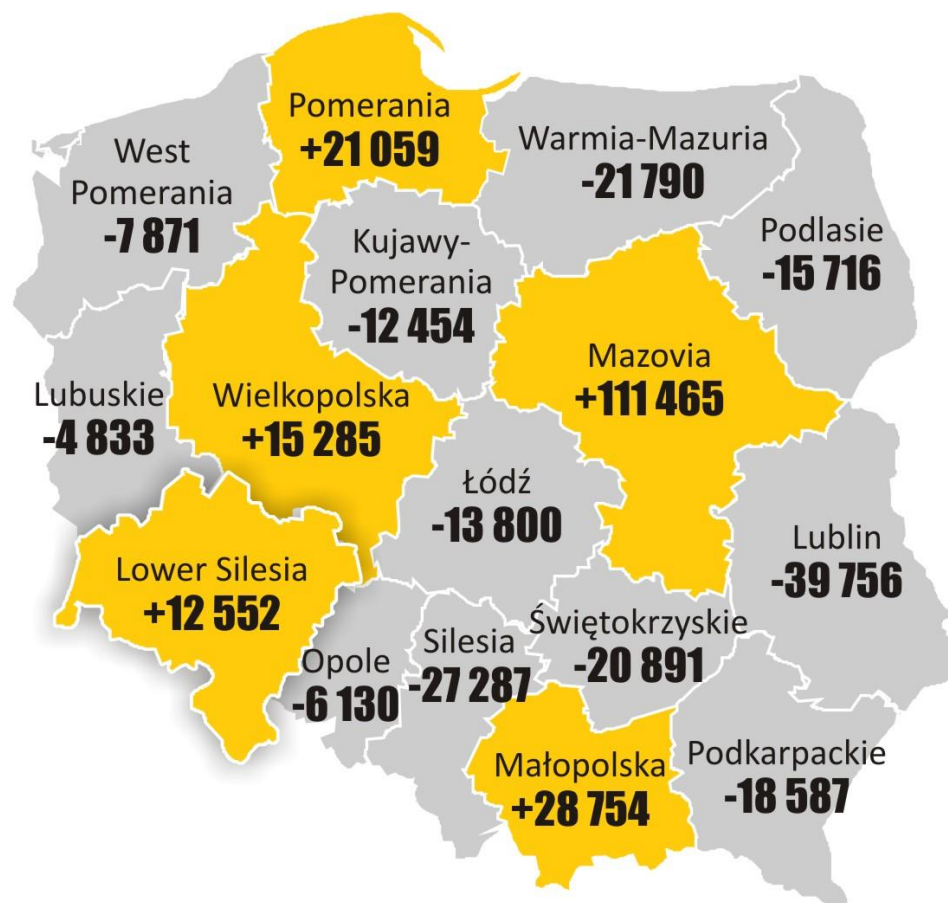 Pomerania
+21 059
Warmia-Mazuria
-21 790
West
Pomerania
-7 871
Kujawy-
Pomerania
-12 454
Podlasie
-15 716
Mazovia
+111 465
Lubuskie
-4 833
Wielkopolska
+15 285
Łódź
-13 800
Lublin
-39 756
Lower Silesia
+12 552
Opole
-6 130
Silesia
-27 287
Świętokrzyskie
-20 891
Małopolska
+28 754
Podkarpackie
-18 587